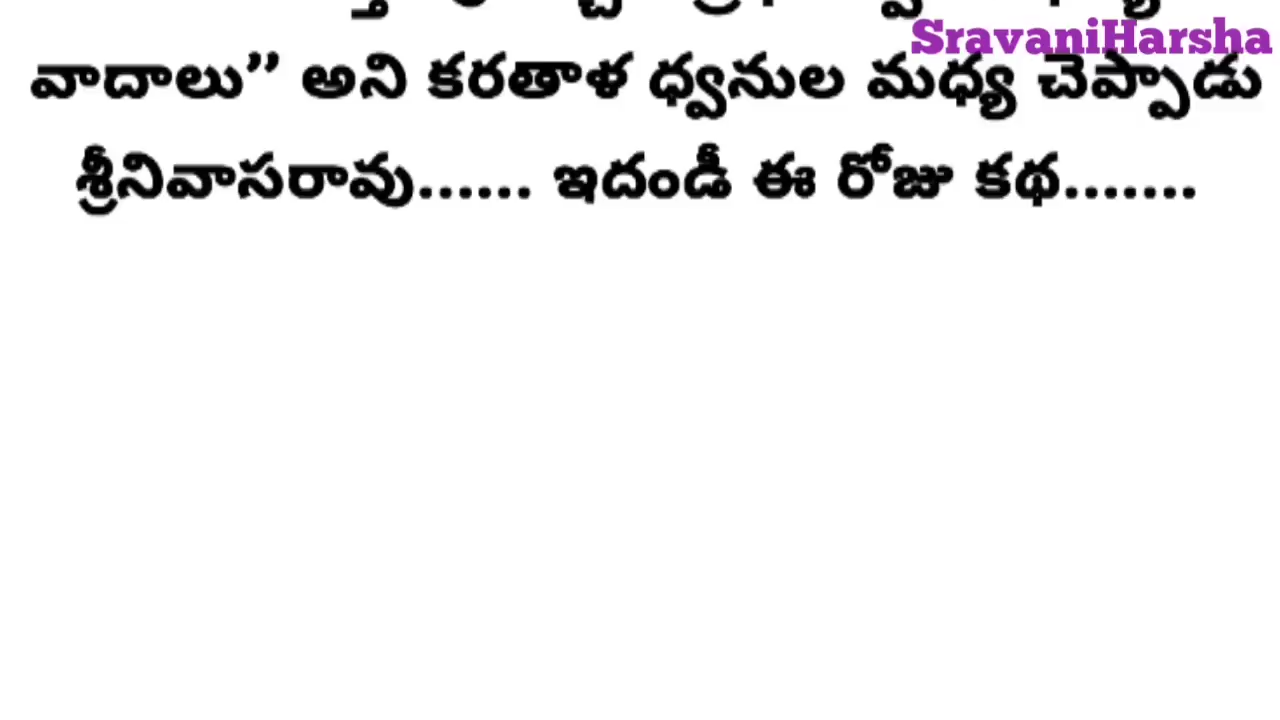 SravaniHarsha
వాదాలు” అని కరతాళ ధ్వనుల మధ్య చెప్పాడు
శ్రీనివాసరావు...... ఇదండీ ఈ రోజు కథ.......